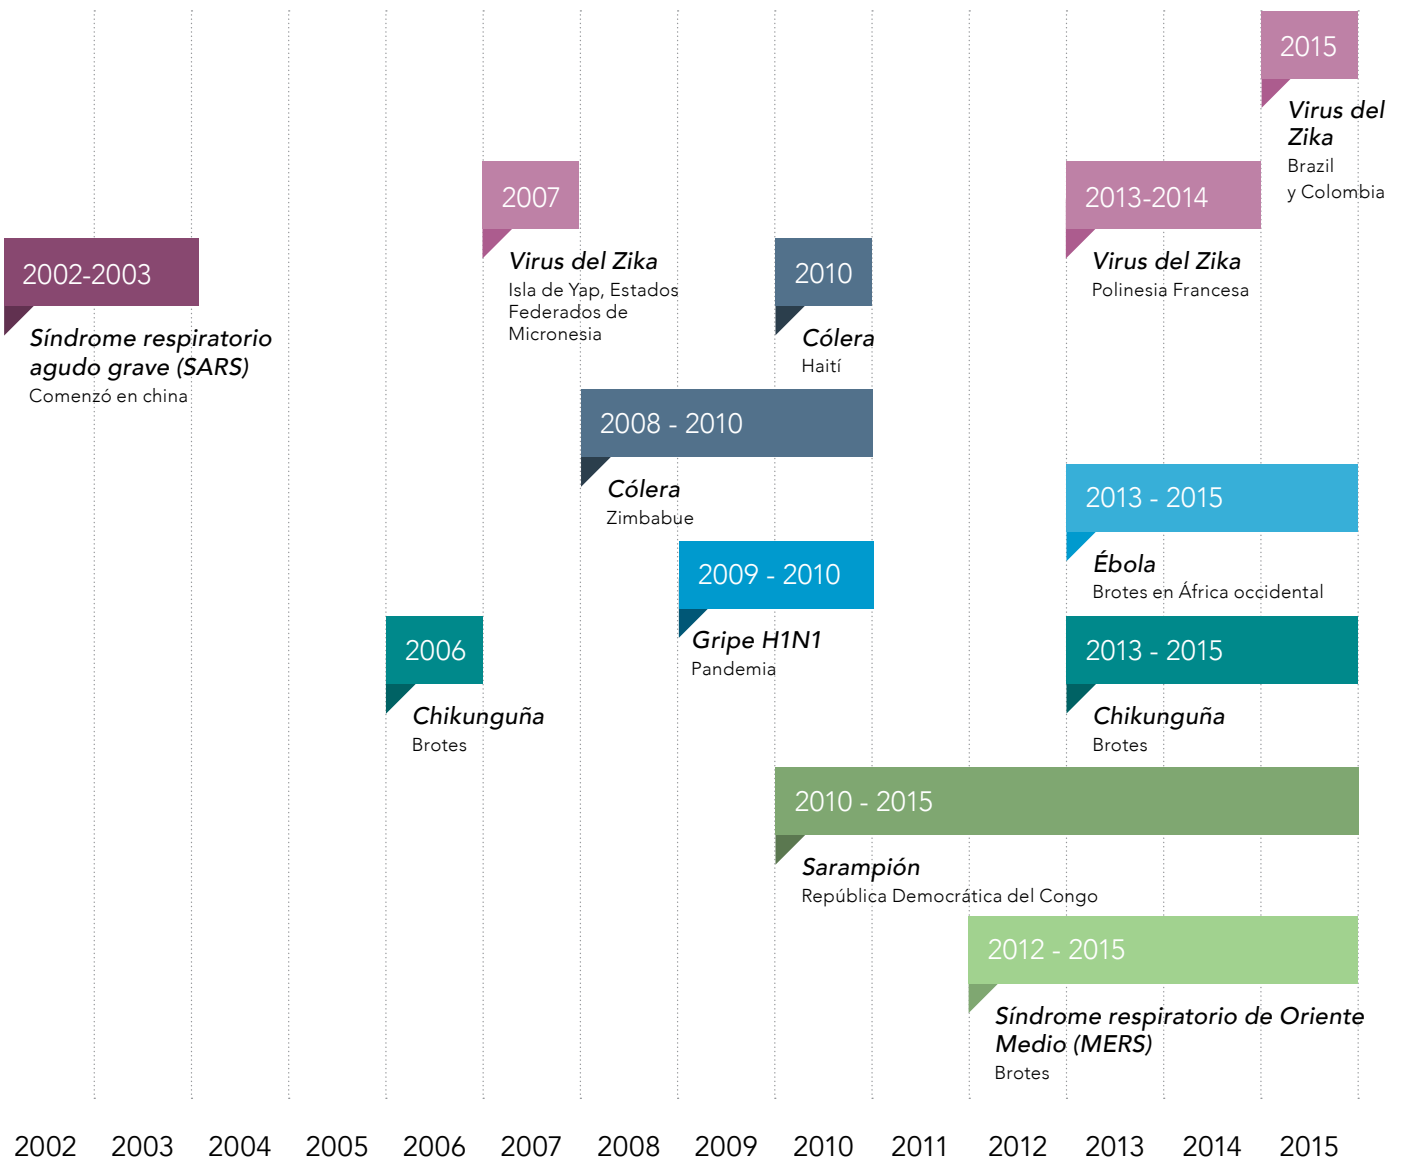 2015
Virus del
Zika
Brazil
y Colombia
2007
Virus del Zika
Isla de Yap, Estados
Federados de
Micronesia
2013-2014
Virus del Zika
Polinesia Francesa
2002-2003
Síndrome respiratorio
agudo grave (SARS)
Comenzó en china
2010
Cólera
Haití
2008 - 2010
Cólera
Zimbabue
2013 - 2015
Ébola
Brotes en África occidental
2009 - 2010
Gripe H1N1
Pandemia
2006
Chikunguña
Brotes
2013 - 2015
Chikunguña
Brotes
2010 - 2015
Sarampión
República Democrática del Congo
2012 - 2015
Síndrome respiratorio de Oriente
Medio (MERS)
Brotes
2002 2003 2004 2005 2006 2007 2008 2009 2010 2011 2012 2013 2014 2015